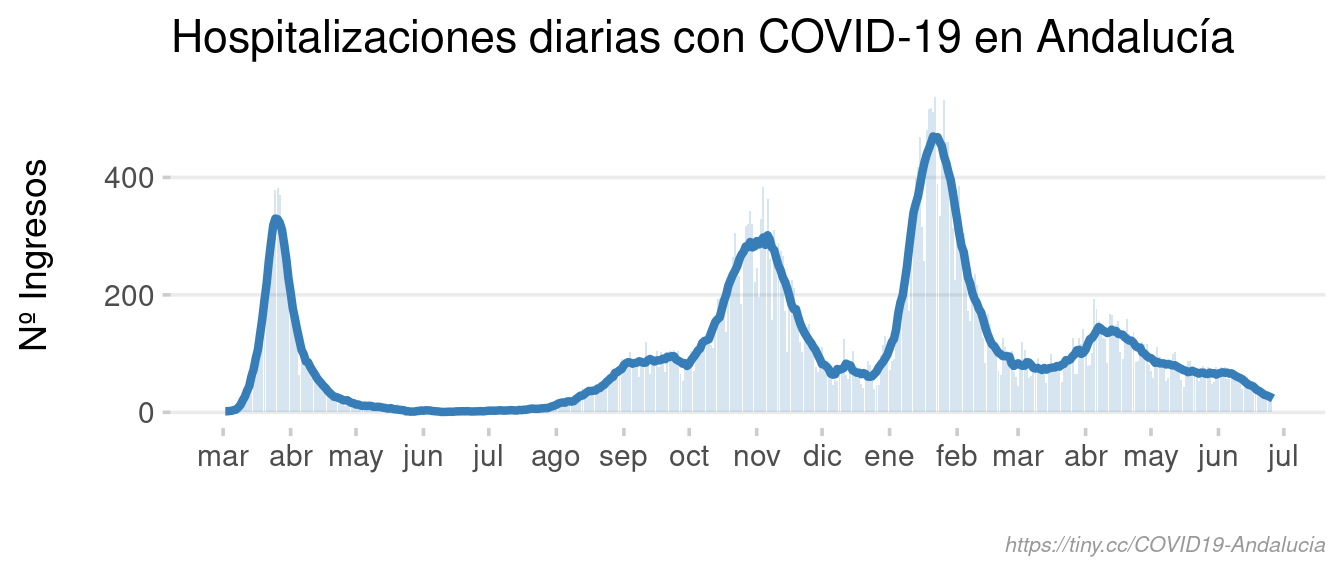 Hospitalizaciones diarias con COVID-19 en Andalucía
Nº Ingresos
400
200
0
mar abr may jun jul ago sep oct nov dic ene feb mar abr may jun jul
https://tiny.cc/COVID19-Andalucia